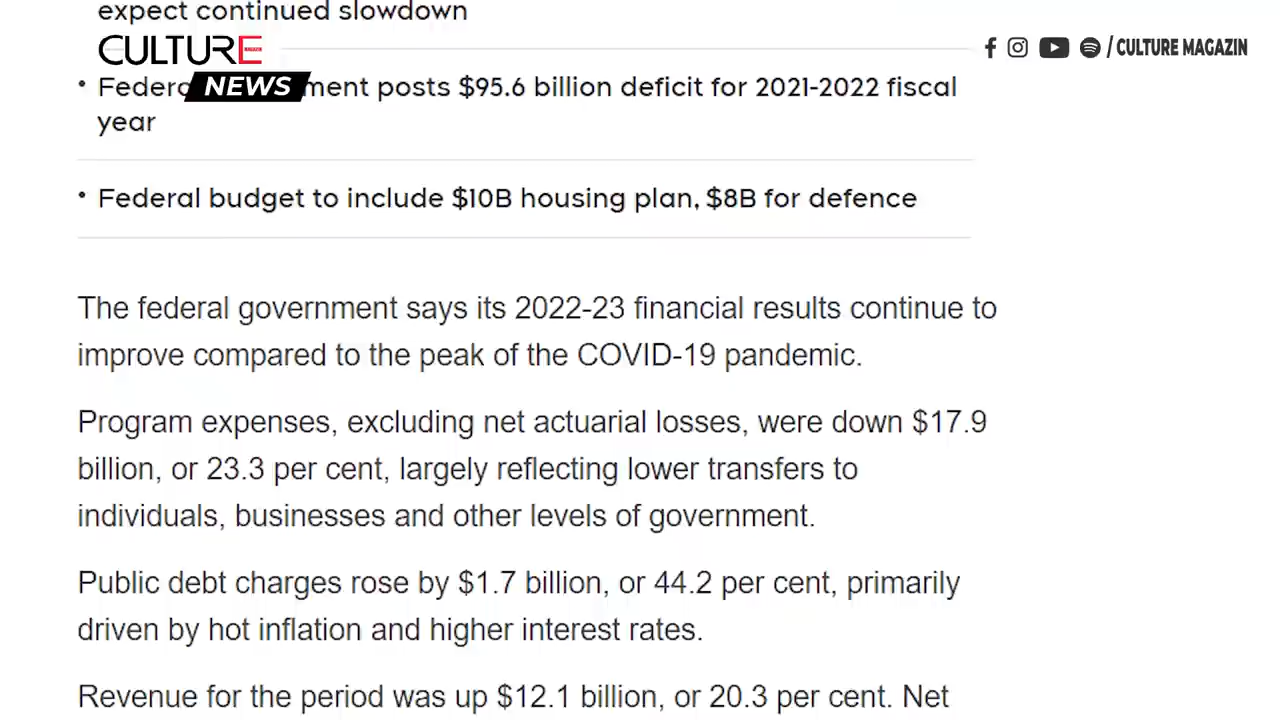 expect continued slowdown
CULTURE
NEWS
/ CULTURE MAGAZIN
• Federa ment posts $95.6 billion deficit for 2021-2022 fiscal
year
• Federal budget to include $10B housing plan, $8B for defence
The federal government says its 2022-23 financial results continue to
improve compared to the peak of the COVID-19 pandemic.
Program expenses, excluding net actuarial losses, were down $17.9
billion, or 23.3 per cent, largely reflecting lower transfers to
individuals, businesses and other levels of government.
Public debt charges rose by $1.7 billion, or 44.2 per cent, primarily
driven by hot inflation and higher interest rates.
Revenue for the period was up $12.1 billion, or 20.3 per cent. Net